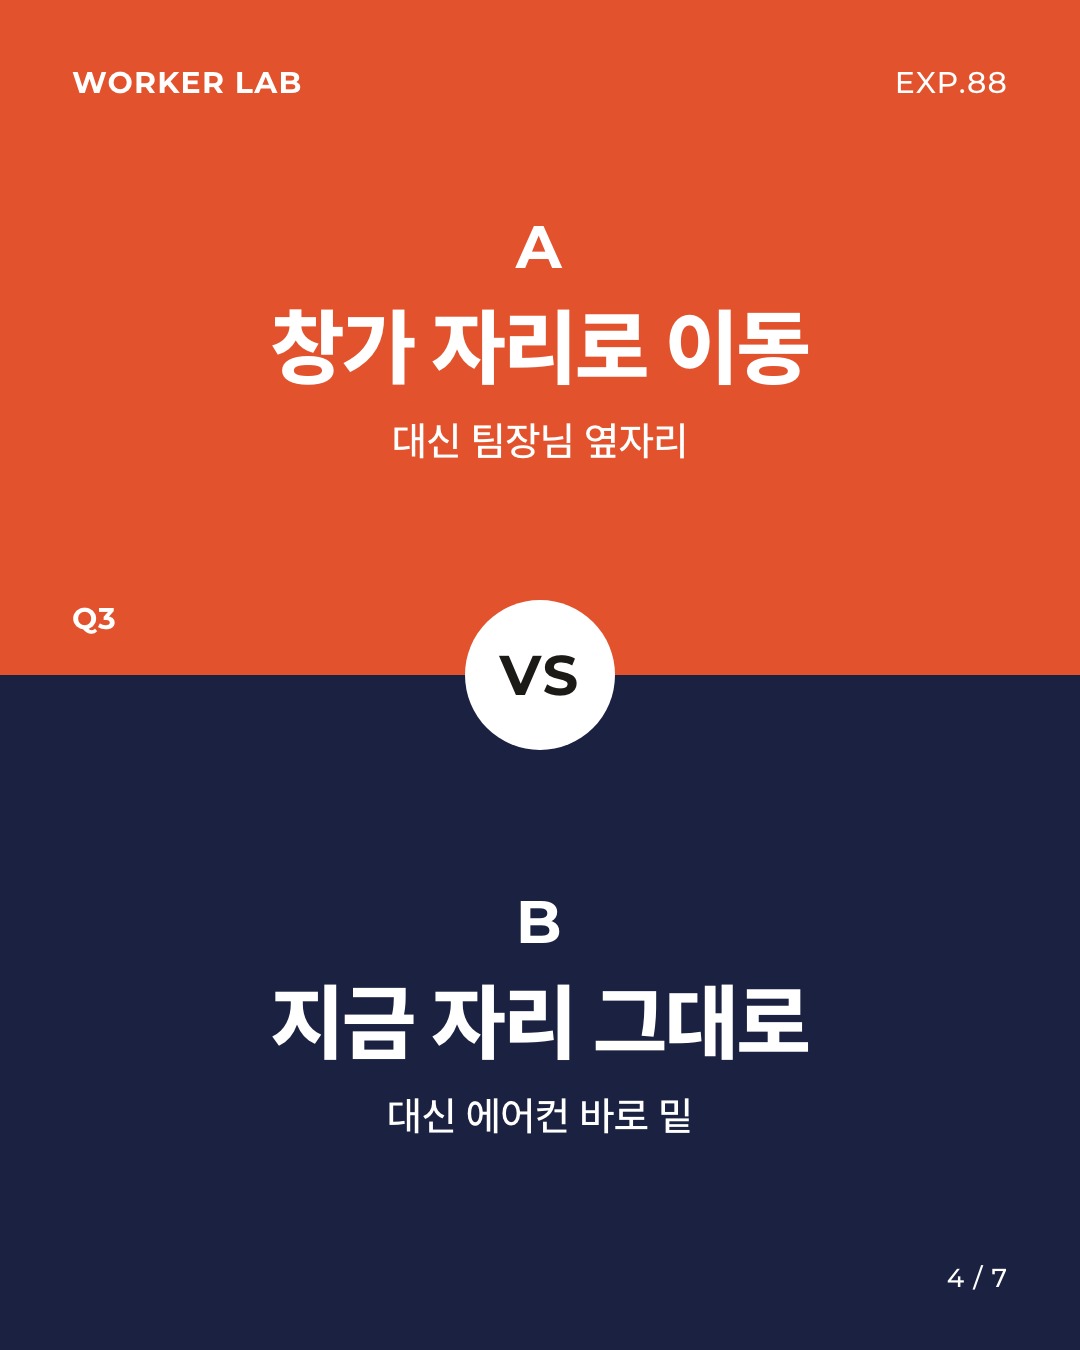 WORKER LAB
EXP.88
A
창가 자리로 이동
대신 팀장님 옆자리
Q3
VS
B
지금 자리 그대로
대신 에어컨 바로 밑
4 / 7